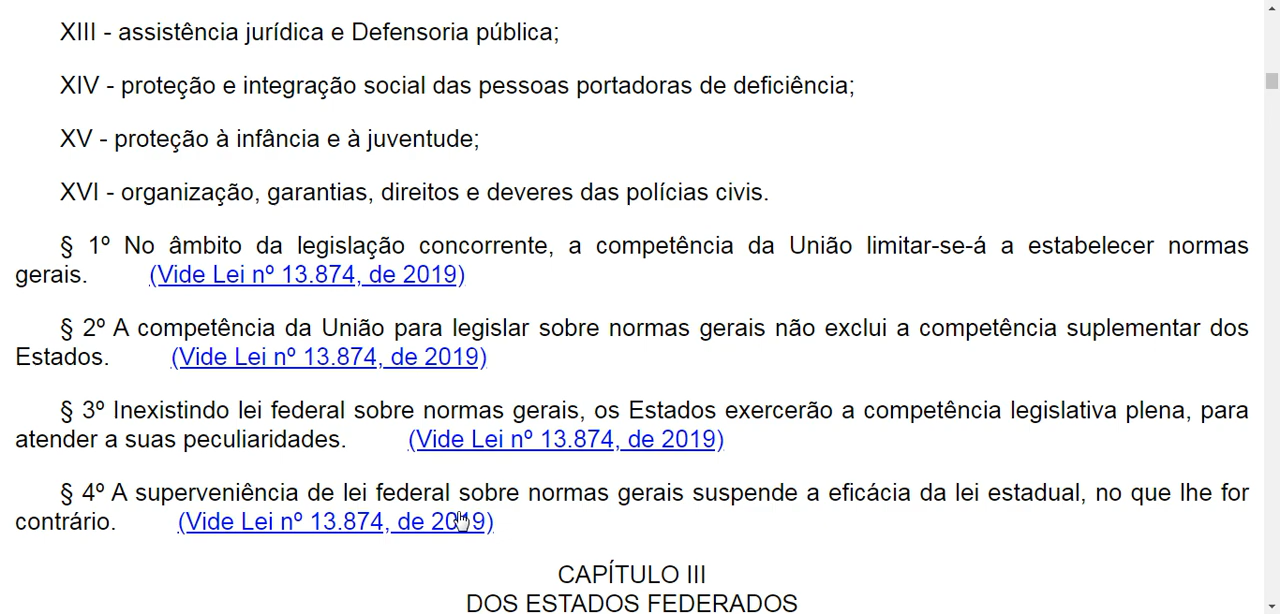 XIII - assistência jurídica e Defensoria pública;
XIV - proteção e integração social das pessoas portadoras de deficiência;
XV - proteção à infância e à juventude;
XVI - organização, garantias, direitos e deveres das polícias civis.
§ 1º No âmbito da legislação concorrente, a competência da União limitar-se-á a estabelecer normas
gerais. (Vide Lei nº 13.874, de 2019)
§ 2º A competência da União para legislar sobre normas gerais não exclui a competência suplementar dos
Estados. (Vide Lei nº 13.874, de 2019)
§ 3º Inexistindo lei federal sobre normas gerais, os Estados exercerão a competência legislativa plena, para
atender a suas peculiaridades. (Vide Lei nº 13.874, de 2019)
§ 4º A superveniência de lei federal sobre normas gerais suspende a eficácia da lei estadual, no que lhe for
contrário. (Vide Lei nº 13.874, de 2019)
CAPÍTULO III
DOS ESTADOS FEDERADOS